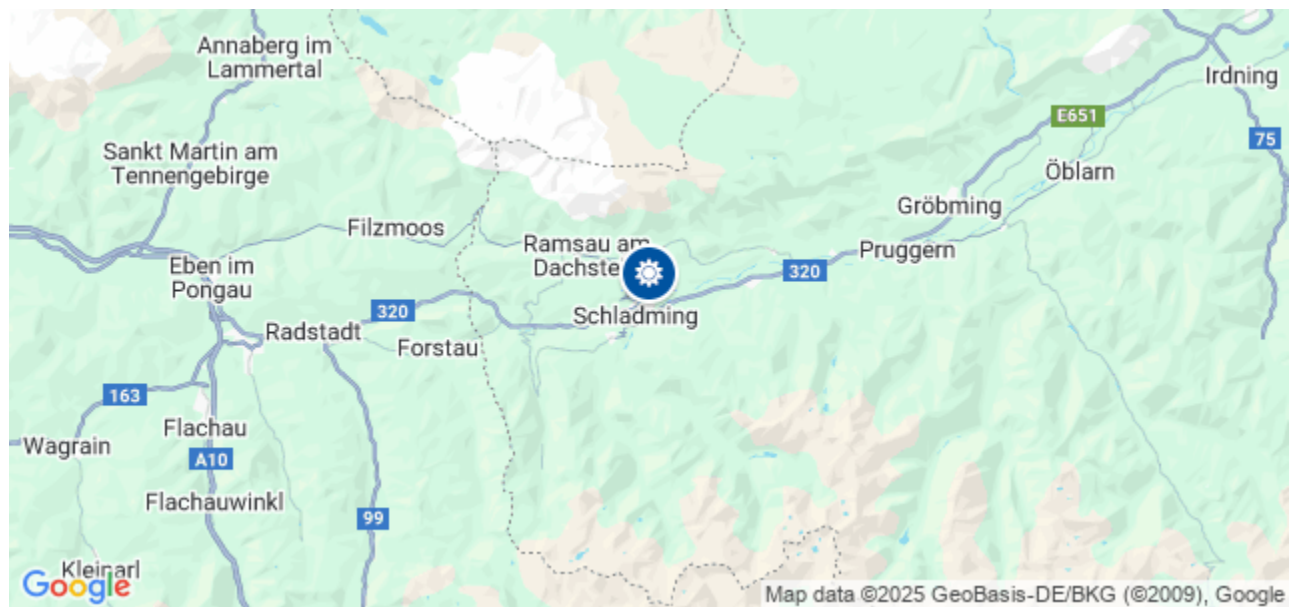 Annaberg im
Lammertal
Irdning
E651
75
Sankt Martin am
Tennengebirge
Öblarn
Gröbming
Filzmoos
Ramsau am
Dachste
Pruggern
Eben im
Pongau
320
320
Schladming
Radstadt
Forstau
163
Flachau
Wagrain
A10
Flachauwinkl
99
Kleinarl
Google
Map data ©2025 GeoBasis-DE/BKG (©2009), Google